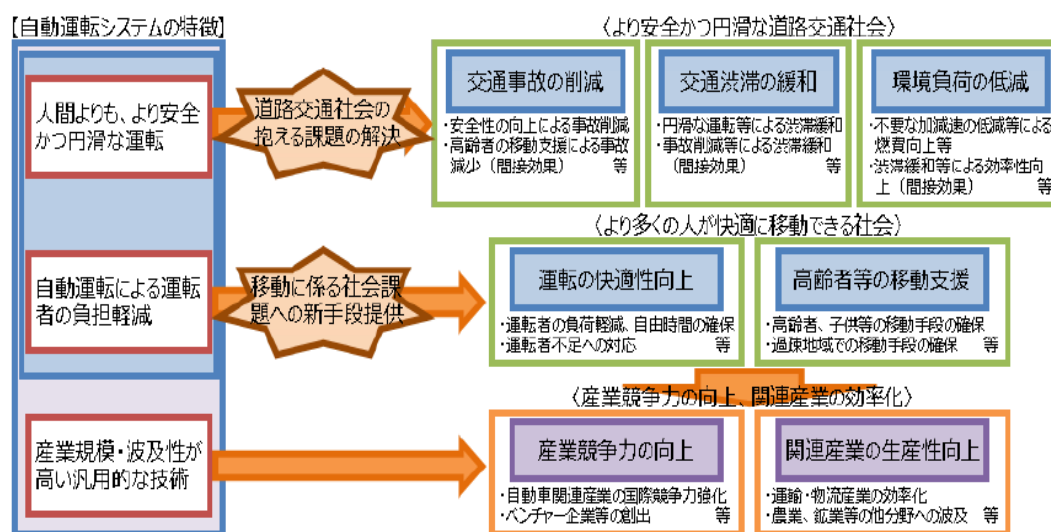 【自動運転システムの特徴】
人間よりも、より安全
かつ円滑な運転
道路交通社会の
抱える課題の解決
〈より安全かつ円滑な道路交通社会〉
交通事故の削減
・安全性の向上による事故削減
・高齢者の移動支援による事故
減少（間接効果） 等
交通渋滞の緩和
・円滑な運転等による渋滞緩和
・事故削減等による渋滞緩和
（間接効果） 等
環境負荷の低減
・不要な加減速の低減等による
燃費向上等
・渋滞緩和等による効率性向
上（間接効果） 等
自動運転による運転
者の負担軽減
移動に係る社会課
題への新手段提供
〈より多くの人が快適に移動できる社会〉
運転の快適性向上
・運転者の負荷軽減、自由時間の確保
・運転者不足への対応 等
高齢者等の移動支援
・高齢者、子供等の移動手段の確保
・過疎地域での移動手段の確保 等
産業規模・波及性が
高い汎用的な技術
〈産業競争力の向上、関連産業の効率化〉
産業競争力の向上
・自動車関連産業の国際競争力強化
・ベンチャー企業等の創出 等
関連産業の生産性向上
・運輸・物流産業の効率化
・農業、鉱業等の他分野への波及 等